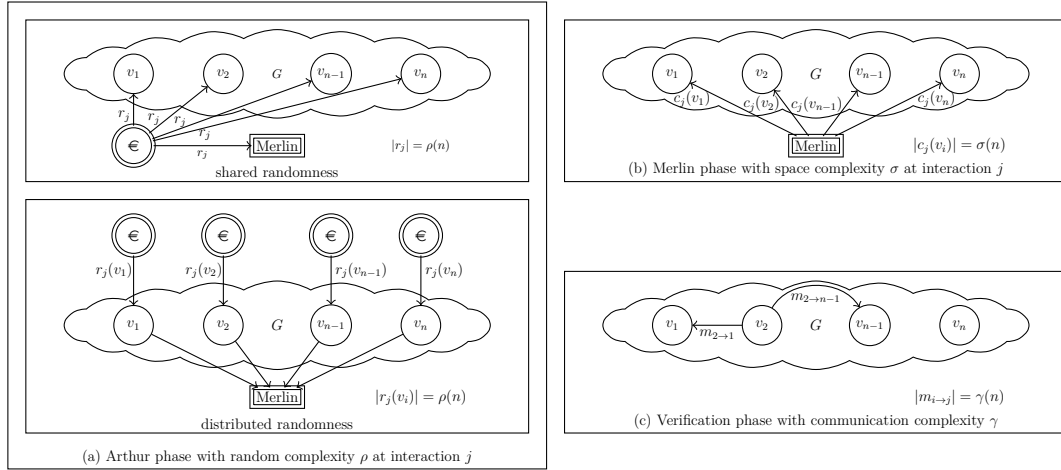 v₁ v₂ G vₙ₋₁ vₙ
rⱼ rⱼ rⱼ rⱼ
€ rⱼ Merlin |rⱼ| = ρ(n)
shared randomness
€ € € €
rⱼ(v₁) rⱼ(v₂) rⱼ(vₙ₋₁) rⱼ(vₙ)
v₁ v₂ G vₙ₋₁ vₙ
Merlin |rⱼ(vᵢ)| = ρ(n)
distributed randomness
(a) Arthur phase with random complexity ρ at interaction j
v₁ v₂ G vₙ₋₁ vₙ
cⱼ(v₁) cⱼ(v₂) cⱼ(vₙ₋₁) cⱼ(vₙ)
Merlin |cⱼ(vᵢ)| = σ(n)
(b) Merlin phase with space complexity σ at interaction j
m₂→ₙ₋₁
v₁ m₂→₁ v₂ G vₙ₋₁ vₙ
|mᵢ→ⱼ| = γ(n)
(c) Verification phase with communication complexity γ